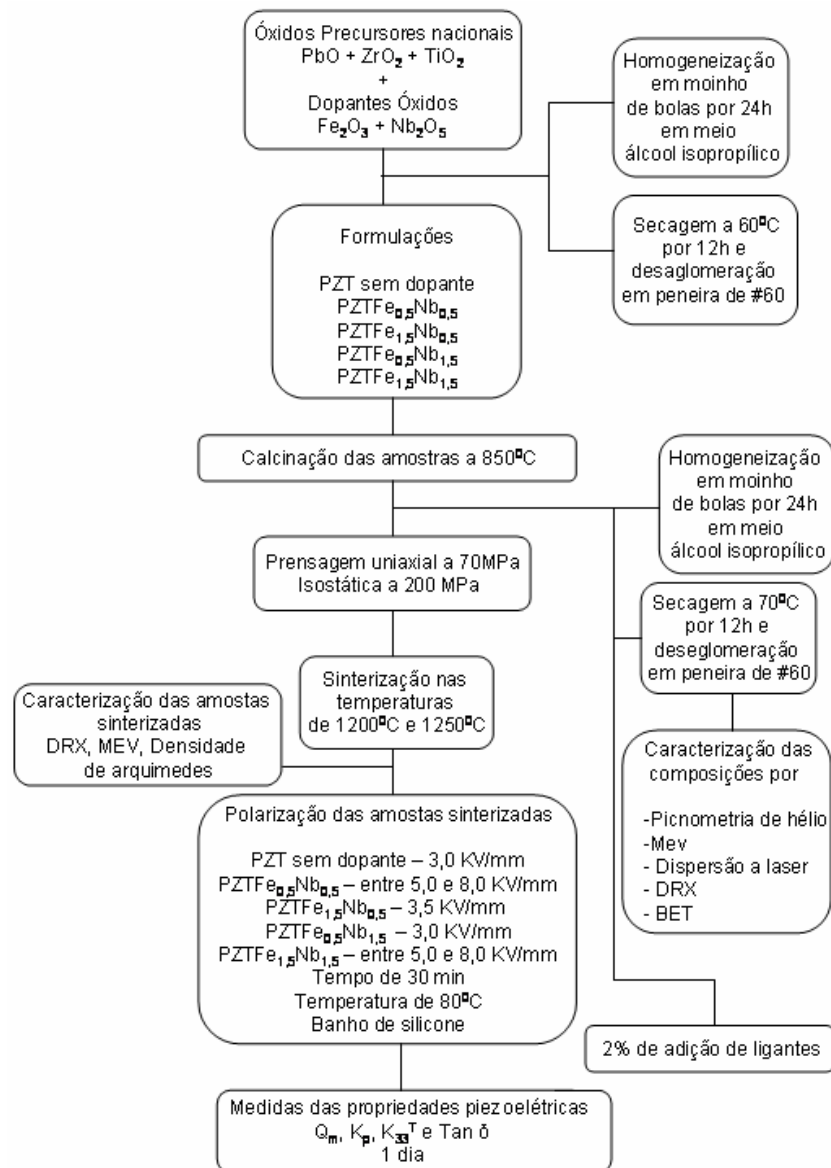 Óxidos Precursores nacionais
PbO + ZrO₂ + TiO₂
+
Dopantes Óxidos
Fe₂O₃ + Nb₂O₅
Homogeneização
em moinho
de bolas por 24h
em meio
álcool isopropílico
Secagem a 60ºC
por 12h e
desaglomeração
em peneira de #60
Formulações
PZT sem dopante
PZTFe₀,₅Nb₀,₅
PZTFe₁,₅Nb₀,₅
PZTFe₀,₅Nb₁,₅
PZTFe₁,₅Nb₁,₅
Calcinação das amostras a 850ºC
Homogeneização
em moinho
de bolas por 24h
em meio
álcool isopropílico
Prensagem uniaxial a 70MPa
Isostática a 200 MPa
Secagem a 70ºC
por 12h e
deseglomeração
em peneira de #60
Sinterização nas
temperaturas
de 1200ºC e 1250ºC
Caracterização das amostas
sinterizadas
DRX, MEV, Densidade
de arquimedes
Caracterização das
composições por
-Picnometria de hélio
-Mev
- Dispersão a laser
- DRX
- BET
Polarização das amostas sinterizadas
PZT sem dopante – 3,0 KV/mm
PZTFe₀,₅Nb₀,₅ – entre 5,0 e 8,0 KV/mm
PZTFe₁,₅Nb₀,₅ – 3,5 KV/mm
PZTFe₀,₅Nb₁,₅ – 3,0 KV/mm
PZTFe₁,₅Nb₁,₅ – entre 5,0 e 8,0 KV/mm
Tempo de 30 min
Temperatura de 80ºC
Banho de silicone
2% de adição de ligantes
Medidas das propriedades piezoelétricas
Qₘ, Kₚ, K₃₃ᵀ e Tan δ
1 dia